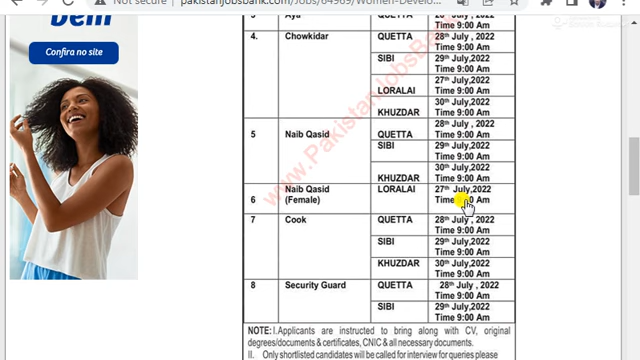 pakistanjobsbank.com/Jobs/64969/Women-Develo...
bem
Confira no site
3 Aya QUETTA 28th July , 2022
Time 9:00 Am
4. Chowkidar QUETTA 28th July , 2022
Time 9:00 Am
SIBI 29th July,2022
Time 9:00 Am
27th July,2022
LORALAI Time 9:00 Am
30th July,2022
KHUZDAR Time 9:00 Am
28th July , 2022
5 Naib Qasid QUETTA Time 9:00 Am
SIBI 29th July,2022
Time 9:00 Am
30th July,2022
KHUZDAR Time 9:00 Am
Naib Qasid LORALAI 27th July,2022
6 (Female) Time Am
7 Cook QUETTA 28th July , 2022
Time 9:00 Am
SIBI 29th July,2022
Time 9:00 Am
KHUZDAR 30th July,2022
Time 9:00 Am
8 Security Guard QUETTA 28th July , 2022
Time 9:00 Am
SIBI 29th July,2022
Time 9:00 Am
NOTE: I.Applicants are instructed to bring along with CV, original
degrees/documents & certificates, CNIC & all necessary documents.
II. Only shortlisted candidates will be called for interview for queries please
www.PakistanJobsBa